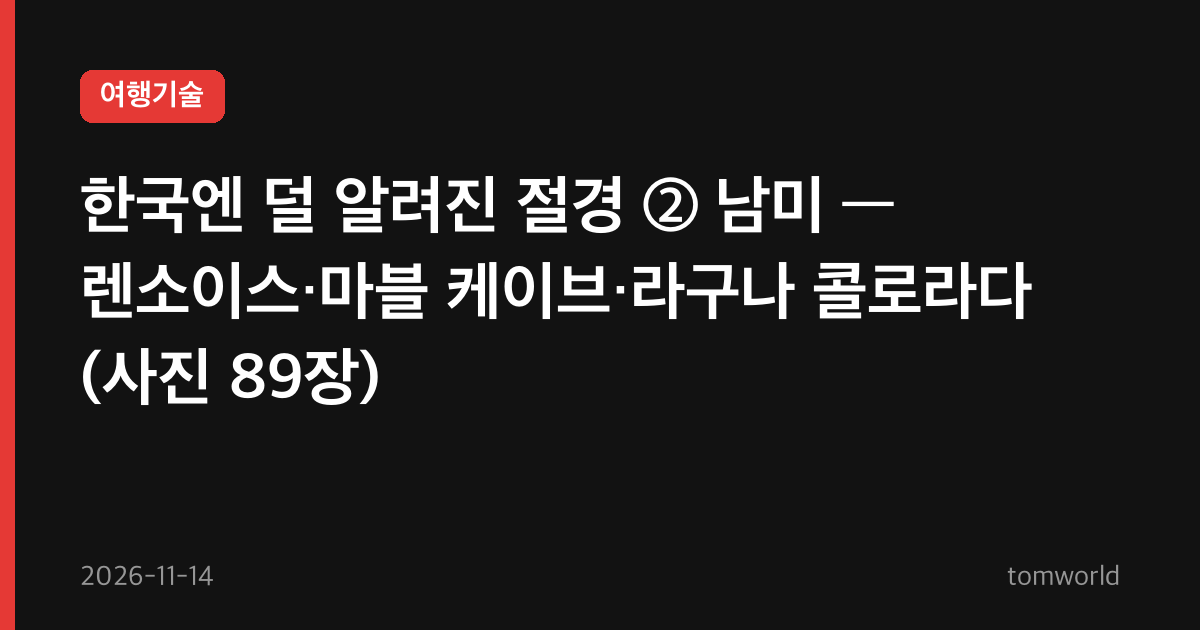 여행기술
한국엔 덜 알려진 절경 ② 남미 —
렌소이스·마블 케이브·라구나 콜로라다
(사진 89장)
2026-11-14
tomworld